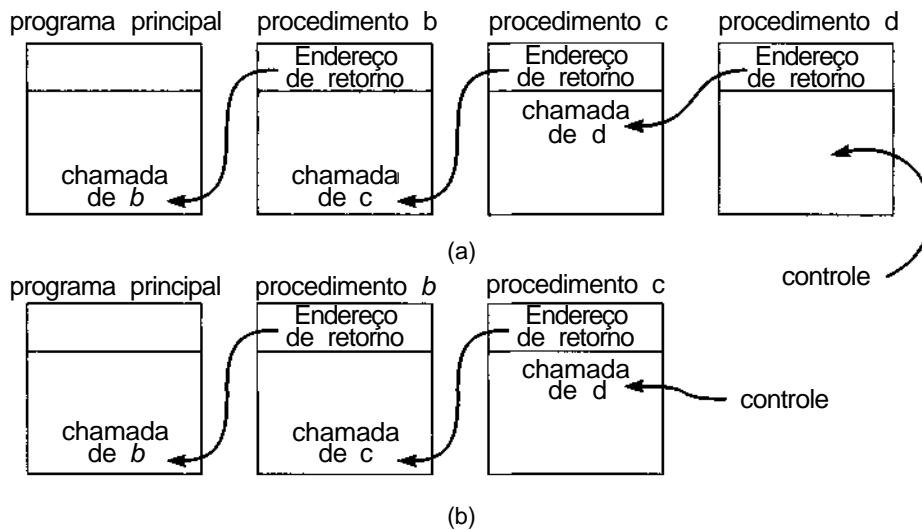 programa principal
procedimento b
procedimento c
procedimento d
Endereço
de retorno
Endereço
de retorno
Endereço
de retorno
chamada
de b
chamada
de c
chamada
de d
(a)
controle
programa principal
procedimento b
procedimento c
Endereço
de retorno
Endereço
de retorno
chamada
de b
chamada
de c
chamada
de d
controle
(b)